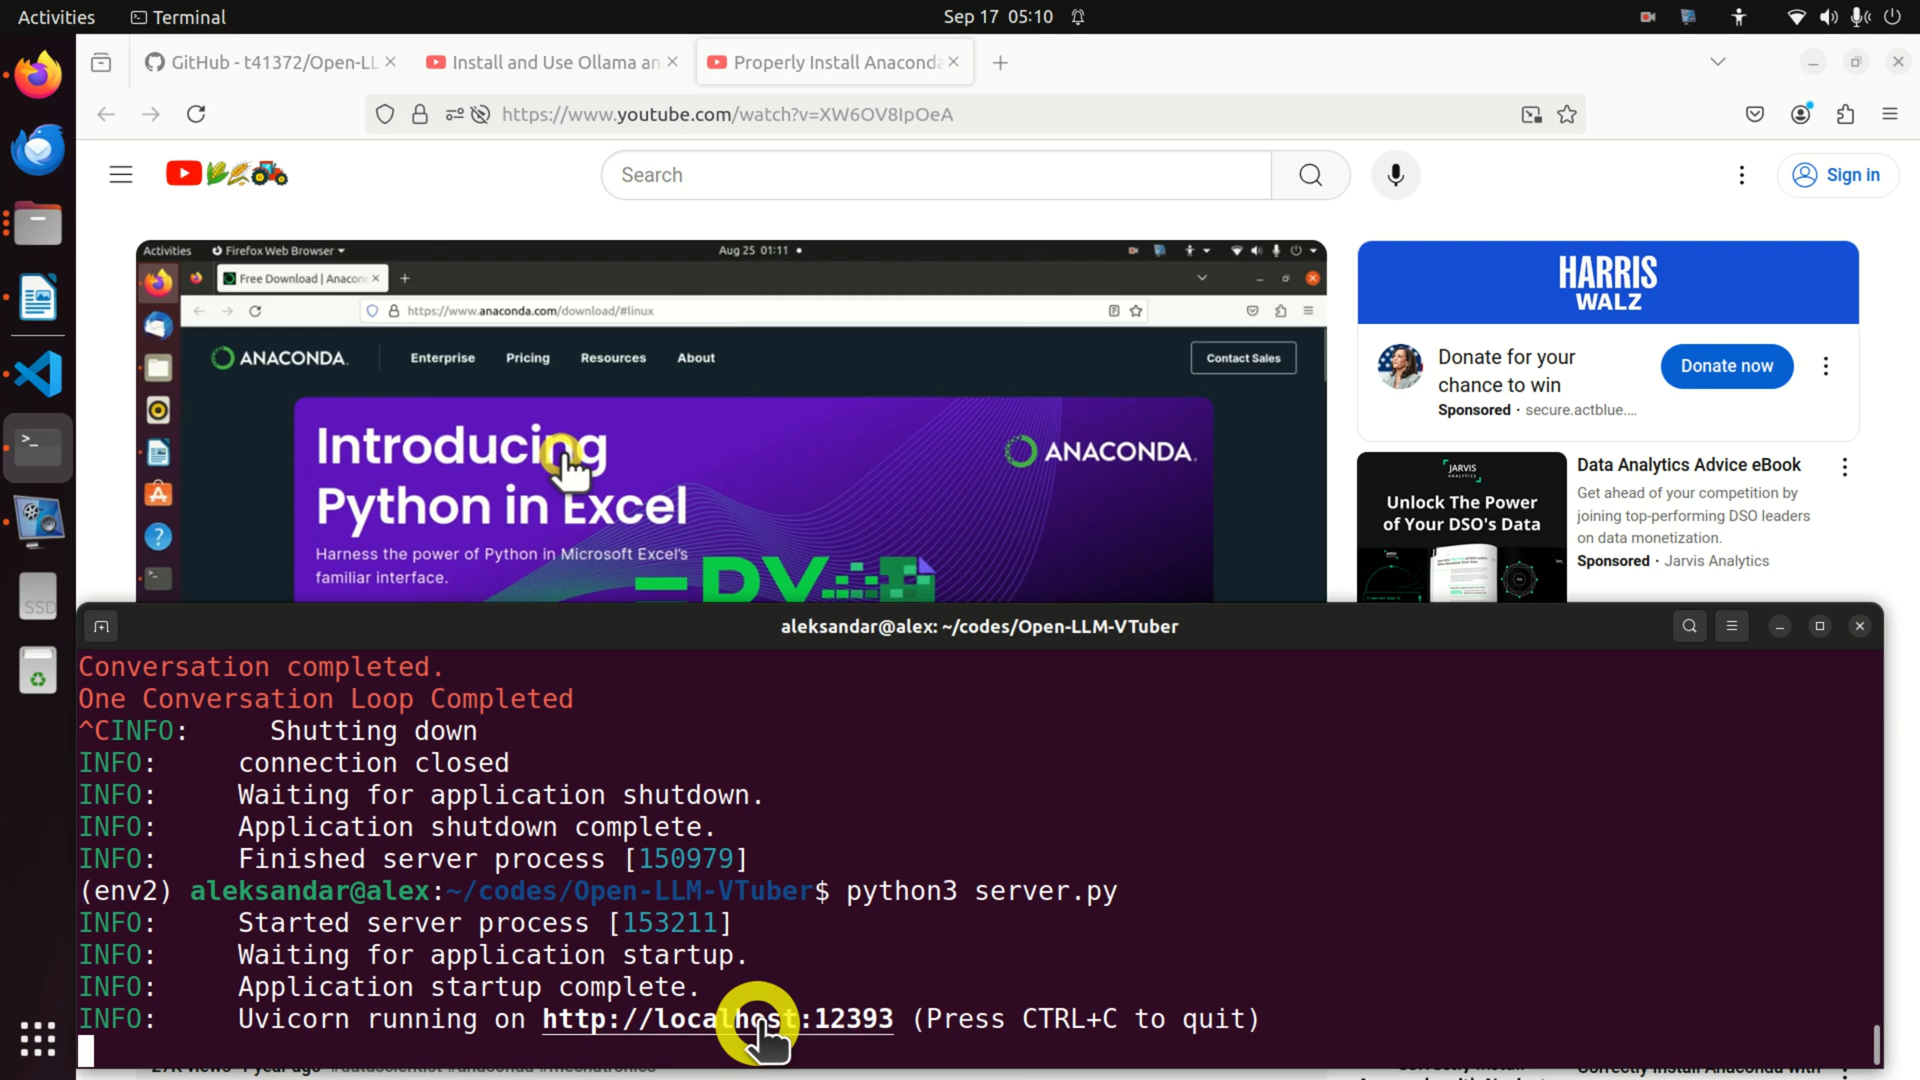 Activities
Terminal
Sep 17 05:10
GitHub - t41372/Open-LL
Install and Use Ollama an
Properly Install Anaconda
https://www.youtube.com/watch?v=XW6OV8IpOeA
Search
Sign in
Activities
Firefox Web Browser
Aug 25 01:11
Free Download | Anacon
https://www.anaconda.com/download/#linux
ANACONDA.
Enterprise
Pricing
Resources
About
Contact Sales
Introducing
Python in Excel
ANACONDA.
Harness the power of Python in Microsoft Excel's
familiar interface.
=PY
HARRIS
WALZ
Donate for your
chance to win
Sponsored · secure.actblue....
Donate now
JARVIS
ANALYTICS
Unlock The Power
of Your DSO's Data
Data Analytics Advice eBook
Get ahead of your competition by
joining top-performing DSO leaders
on data monetization.
Sponsored · Jarvis Analytics
SSD
aleksandar@alex: ~/codes/Open-LLM-VTuber
Conversation completed.
One Conversation Loop Completed
^CINFO:     Shutting down
INFO:     connection closed
INFO:     Waiting for application shutdown.
INFO:     Application shutdown complete.
INFO:     Finished server process [150979]
(env2) aleksandar@alex:~/codes/Open-LLM-VTuber$ python3 server.py
INFO:     Started server process [153211]
INFO:     Waiting for application startup.
INFO:     Application startup complete.
INFO:     Uvicorn running on http://localhost:12393 (Press CTRL+C to quit)